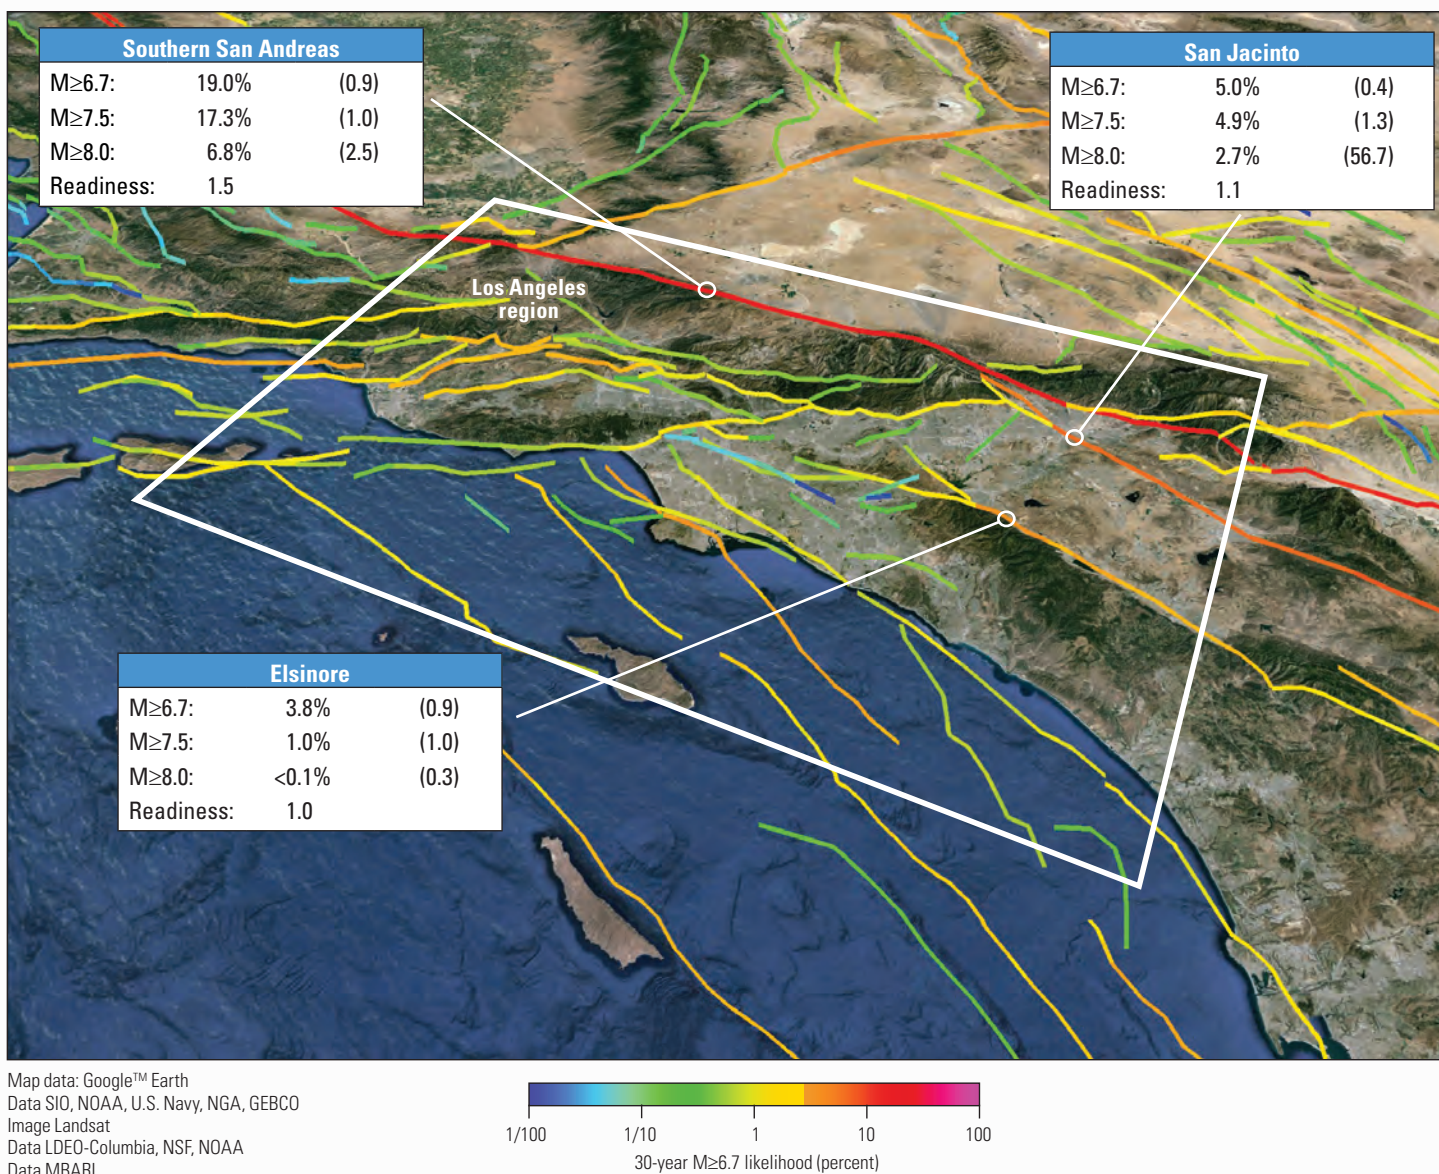 Southern San Andreas
M≥6.7: 19.0% (0.9)
M≥7.5: 17.3% (1.0)
M≥8.0: 6.8% (2.5)
Readiness: 1.5
San Jacinto
M≥6.7: 5.0% (0.4)
M≥7.5: 4.9% (1.3)
M≥8.0: 2.7% (56.7)
Readiness: 1.1
Los Angeles
region
Elsinore
M≥6.7: 3.8% (0.9)
M≥7.5: 1.0% (1.0)
M≥8.0: <0.1% (0.3)
Readiness: 1.0
Map data: Google™ Earth
Data SIO, NOAA, U.S. Navy, NGA, GEBCO
Image Landsat
Data LDEO-Columbia, NSF, NOAA
Data MBARI
1/100 1/10 1 10 100
30-year M≥6.7 likelihood (percent)